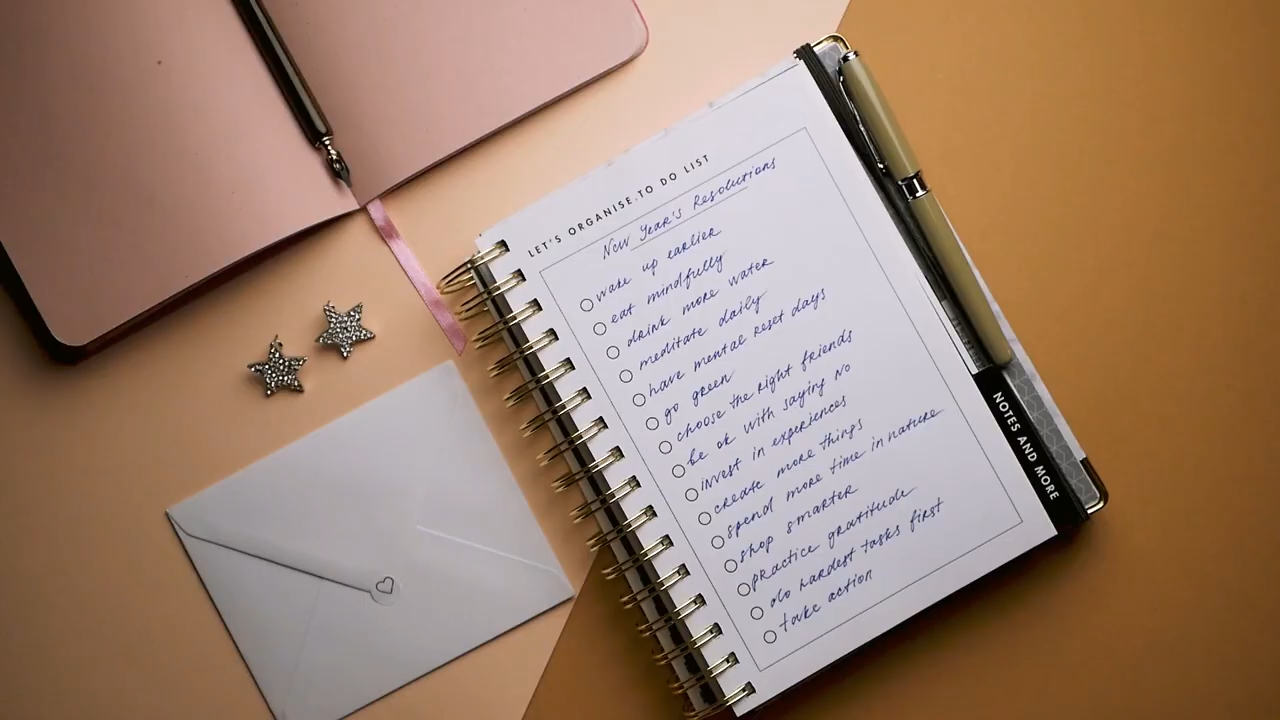 LET'S ORGANISE.TO DO LIST
New Year's Resolutions
wake up earlier
eat mindfully
drink more water
meditate daily
have mental reset days
go green
choose the right friends
be ok with saying NO
invest in experiences
create more things
spend more time in nature
shop smarter
practice gratitude
do hardest tasks first
take action
NOTES AND MORE